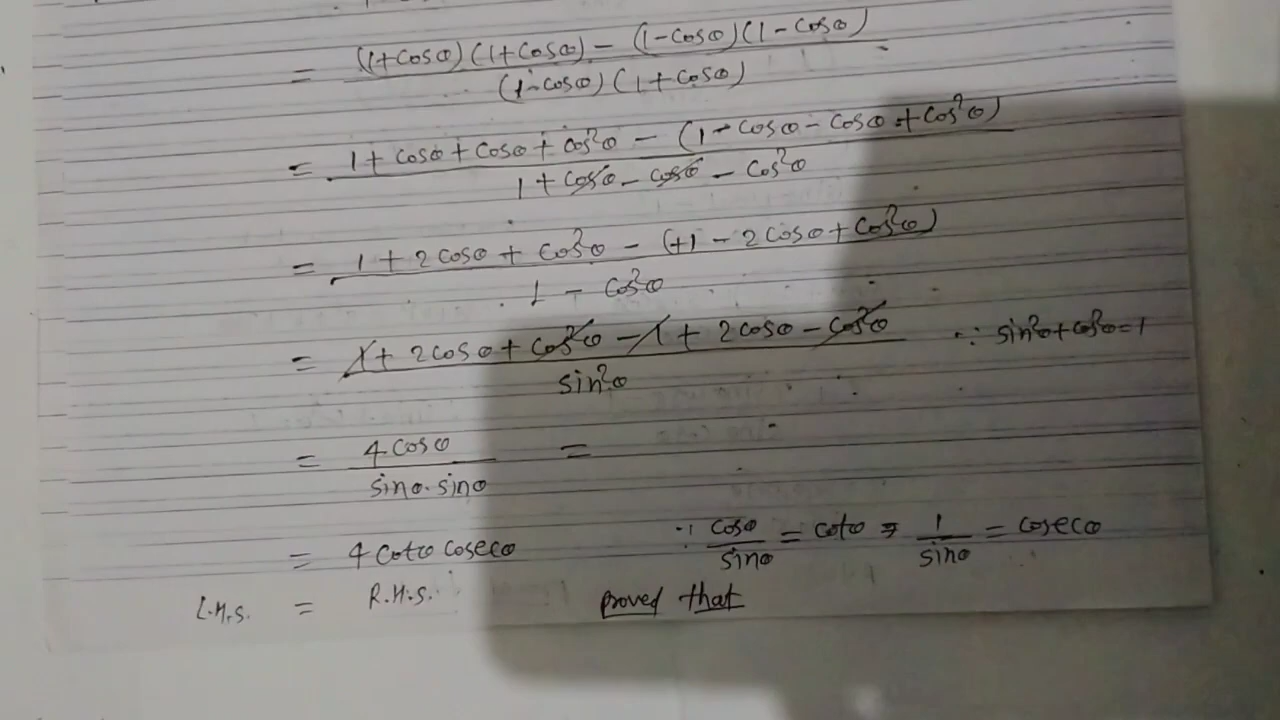 = (1+cosθ)(1+cosθ) – (1-cosθ)(1-cosθ)
(1-cosθ)(1+cosθ)
= 1 + cosθ + cosθ + cos²θ – (1 - cosθ - cosθ + cos²θ)
1 + cosθ - cosθ - cos²θ
= 1 + 2cosθ + cos²θ – (+1 - 2cosθ + cos²θ)
1 - cos²θ
= 1 + 2cosθ + cos²θ - 1 + 2cosθ - cos²θ ∵ sin²θ+cos²θ=1
sin²θ
= 4cosθ =
sinθ.sinθ
= 4cotθ cosecθ ∵ cosθ = cotθ = 1 = cosecθ
sinθ sinθ
L.H.S. = R.H.S. proved that